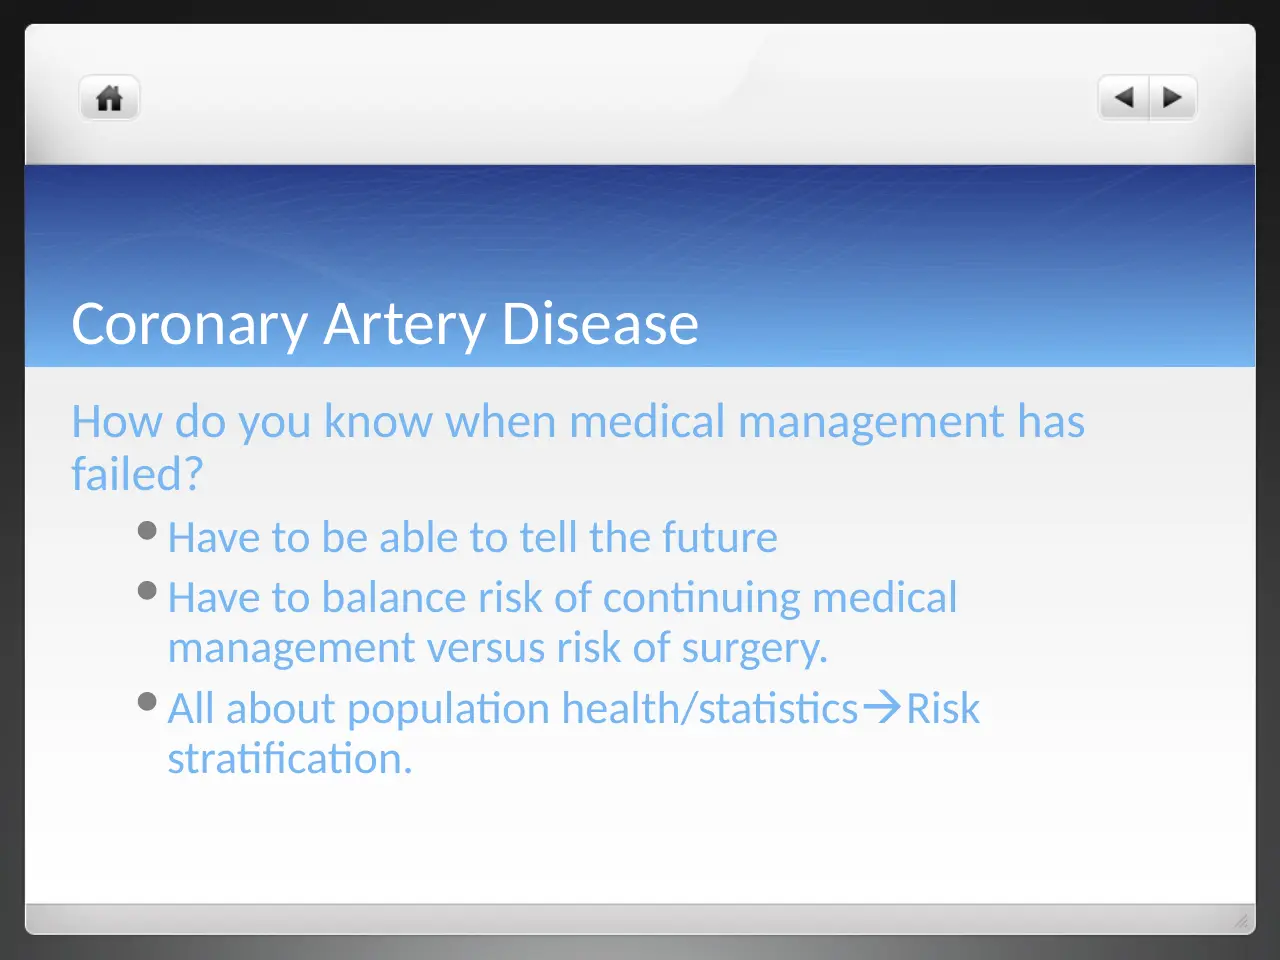 Coronary Artery Disease
How do you know when medical management has
failed?
• Have to be able to tell the future
• Have to balance risk of continuing medical
management versus risk of surgery.
• All about population health/statistics→Risk
stratification.